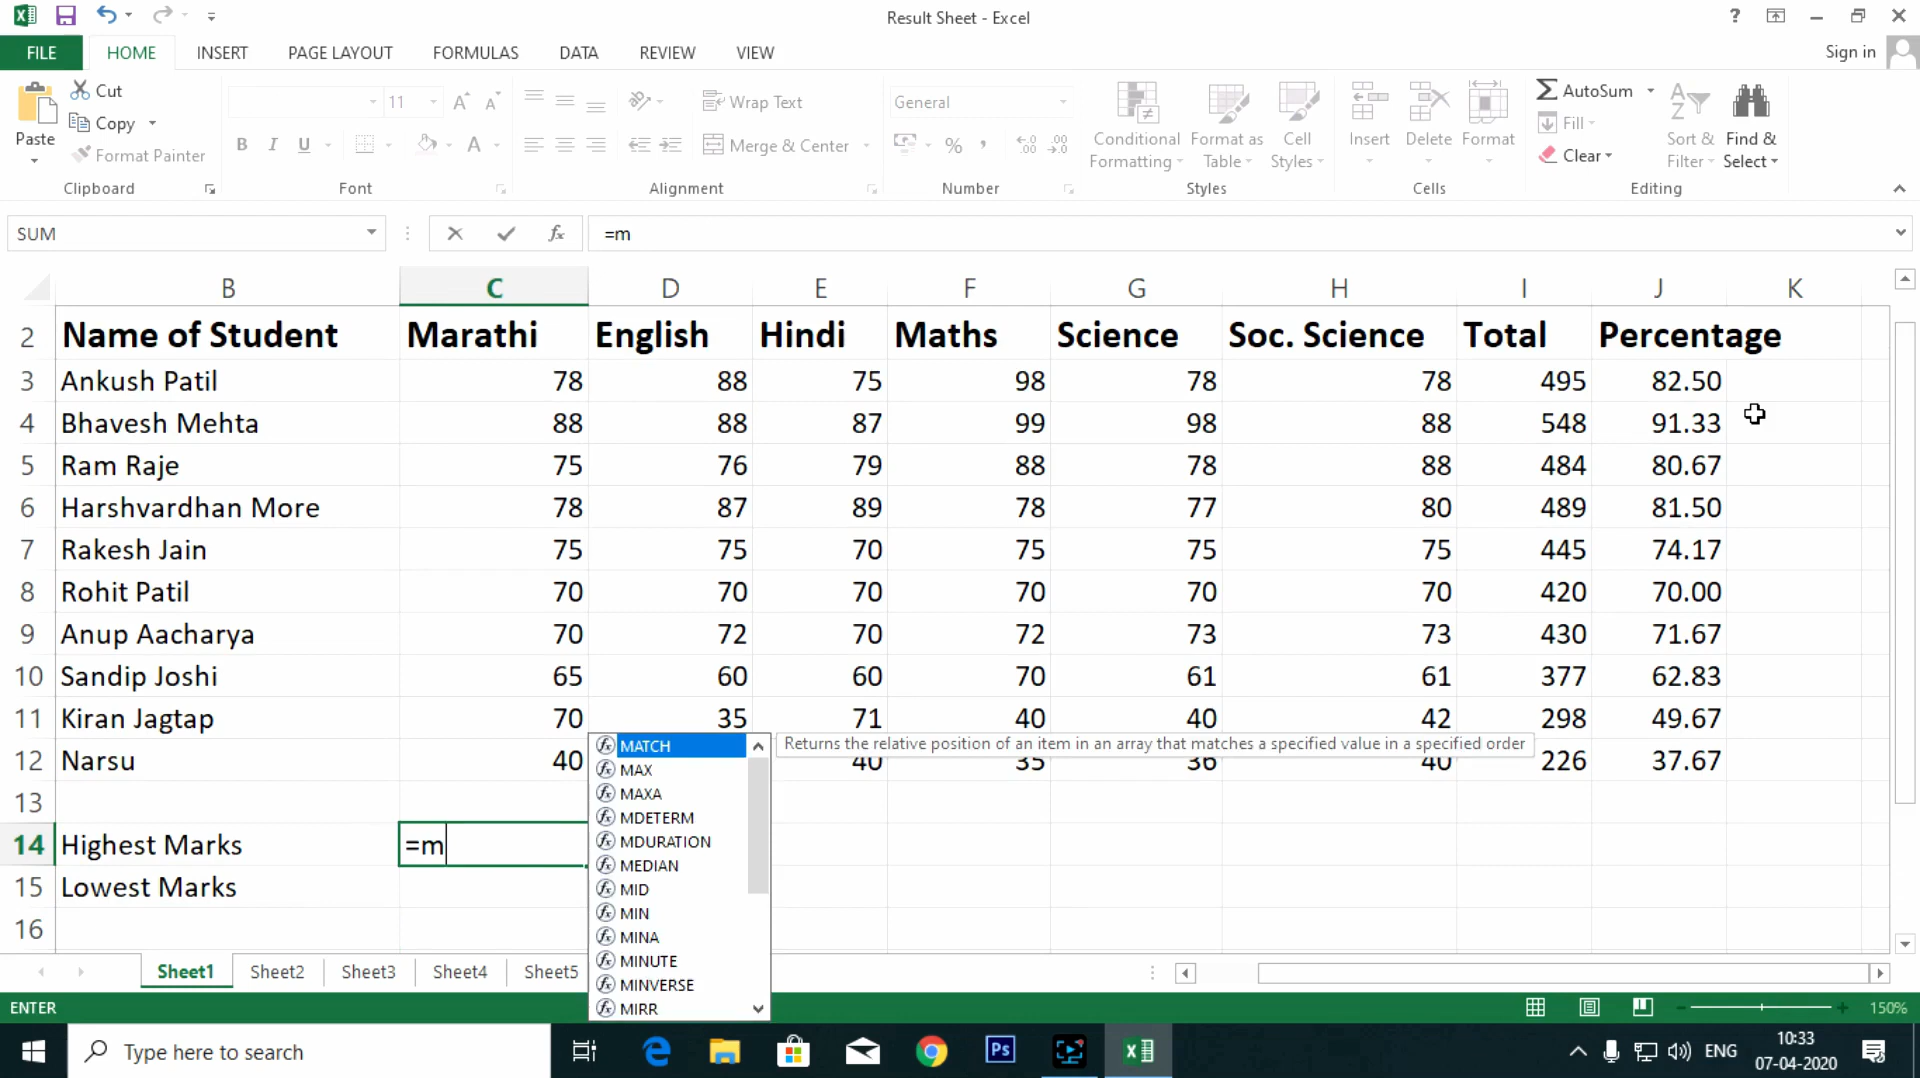 Result Sheet - Excel
?
FILE HOME INSERT PAGE LAYOUT FORMULAS DATA REVIEW VIEW Sign in
Paste
Cut
Copy
Format Painter
Clipboard
11
B I U
Font
Wrap Text
Merge & Center
Alignment
General
%
Number
Conditional Formatting
Format as Table
Cell Styles
Styles
Insert Delete Format
Cells
AutoSum
Fill
Clear
Sort & Filter
Find & Select
Editing
SUM fx =m
B C D E F G H I J K
2 Name of Student Marathi English Hindi Maths Science Soc. Science Total Percentage
3 Ankush Patil 78 88 75 98 78 78 495 82.50
4 Bhavesh Mehta 88 88 87 99 98 88 548 91.33
5 Ram Raje 75 76 79 88 78 88 484 80.67
6 Harshvardhan More 78 87 89 78 77 80 489 81.50
7 Rakesh Jain 75 75 70 75 75 75 445 74.17
8 Rohit Patil 70 70 70 70 70 70 420 70.00
9 Anup Aacharya 70 72 70 72 73 73 430 71.67
10 Sandip Joshi 65 60 60 70 61 61 377 62.83
11 Kiran Jagtap 70 35 71 40 40 42 298 49.67
12 Narsu 40 40 35 36 40 226 37.67
13
14 Highest Marks =m
15 Lowest Marks
16
MATCH
Returns the relative position of an item in an array that matches a specified value in a specified order
MAX
MAXA
MDETERM
MDURATION
MEDIAN
MID
MIN
MINA
MINUTE
MINVERSE
MIRR
Sheet1 Sheet2 Sheet3 Sheet4 Sheet5
ENTER 150%
Type here to search
Ps
ENG
10:33
07-04-2020